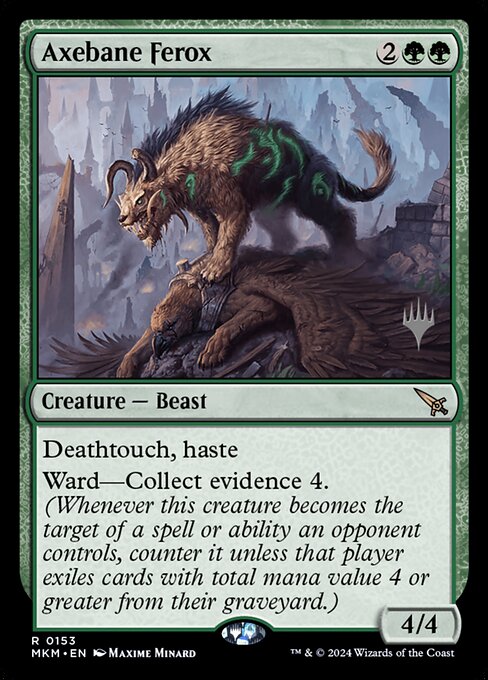 Axebane Ferox 2
Creature — Beast
Deathtouch, haste
Ward—Collect evidence 4.
(Whenever this creature becomes the
target of a spell or ability an opponent
controls, counter it unless that player
exiles cards with total mana value 4 or
greater from their graveyard.)
4/4
R 0153
MKM • EN Maxime Minard
™ & © 2024 Wizards of the Coast